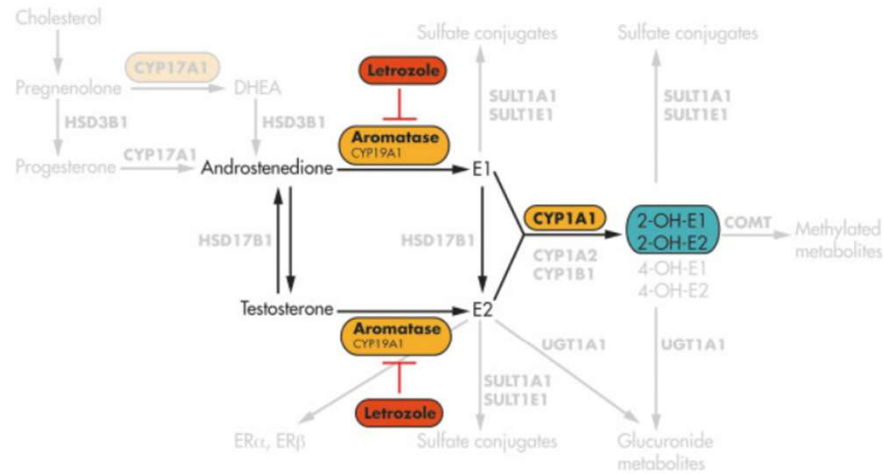 Cholesterol
Sulfate conjugates
Sulfate conjugates
CYP17A1
Letrozole
Pregnenolone
DHEA
SULT1A1
SULT1E1
SULT1A1
SULT1E1
HSD3B1
HSD3B1
Aromatase
CYP19A1
CYP17A1
Progesterone
Androstenedione
E1
CYP1A1
2-OH-E1
2-OH-E2
COMT
Methylated
metabolites
HSD17B1
HSD17B1
CYP1A2
CYP1B1
4-OH-E1
4-OH-E2
Testosterone
E2
Aromatase
CYP19A1
UGT1A1
UGT1A1
SULT1A1
SULT1E1
Letrozole
ERα, ERβ
Sulfate conjugates
Glucuronide
metabolites